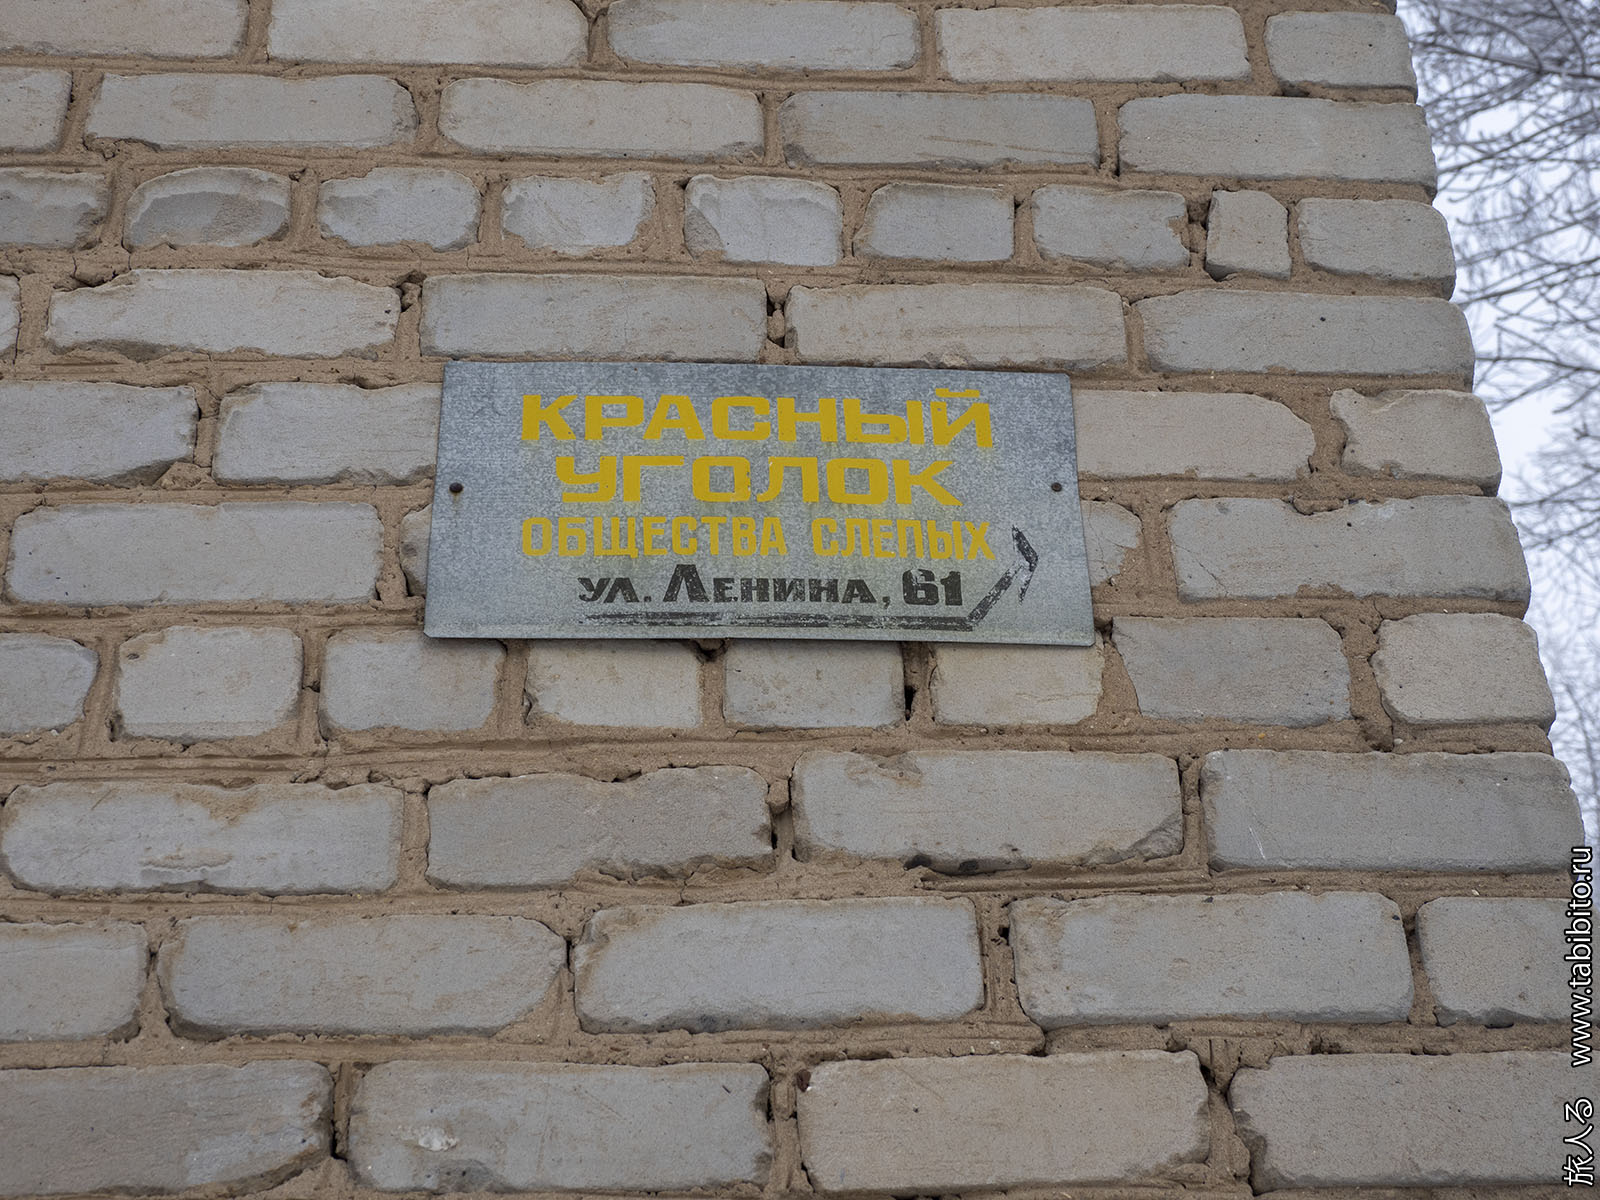 КРАСНЫЙ
УГОЛОК
ОБЩЕСТВА СЛЕПЫХ
ул. Ленина, 61
旅人る www.tabibito.ru